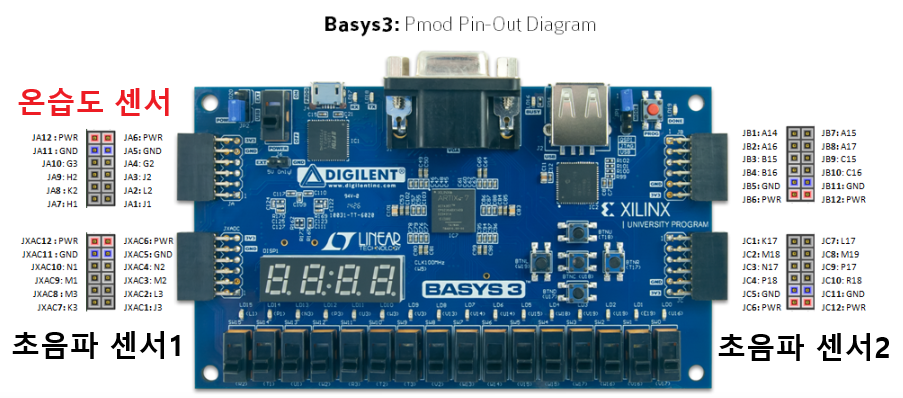 Basys3: Pmod Pin-Out Diagram
온습도 센서
JA12: PWR JA6: PWR
JA11: GND JA5: GND
JA10: G3 JA4: G2
JA9: H2 JA3: J2
JA8: K2 JA2: L2
JA7: H1 JA1: J1
JB1: A14 JB7: A15
JB2: A16 JB8: A17
JB3: B15 JB9: C15
JB4: B16 JB10: C16
JB5: GND JB11: GND
JB6: PWR JB12: PWR
DIGILENT
www.digilentinc.com
LINEAR
TECHNOLOGY
ARTIX-7
XILINX
UNIVERSITY PROGRAM
JXAC12: PWR JXAC6: PWR
JXAC11: GND JXAC5: GND
JXAC10: N1 JXAC4: N2
JXAC9: M1 JXAC3: M2
JXAC8: M3 JXAC2: L3
JXAC7: K3 JXAC1: J3
JC1: K17 JC7: L17
JC2: M18 JC8: M19
JC3: N17 JC9: P17
JC4: P18 JC10: R18
JC5: GND JC11: GND
JC6: PWR JC12: PWR
BASYS 3
초음파 센서1
초음파 센서2